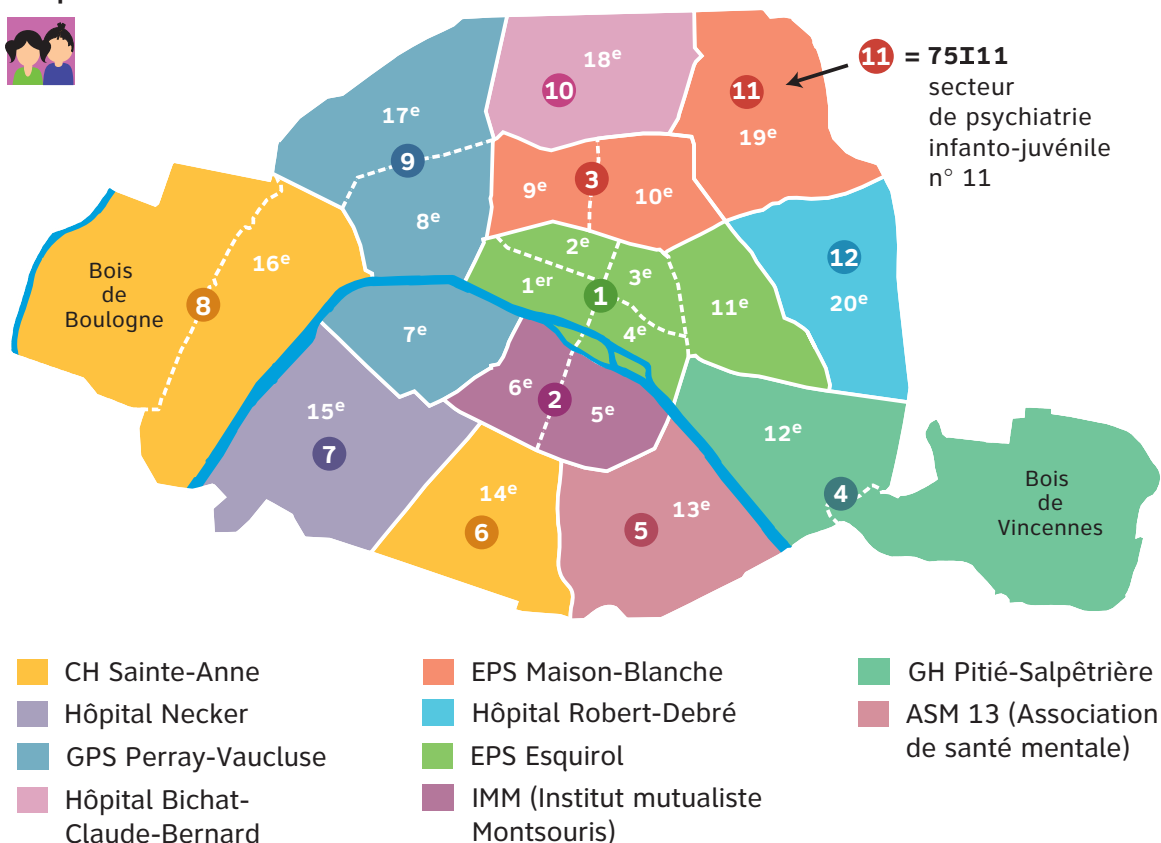 18e
10
11
19e
11 = 75I11
secteur
de psychiatrie
infanto-juvénile
n° 11
17e
9
8e
9e
3
10e
12
20e
Bois
de
Boulogne
16e
8
2e
1er
3e
1
4e
11e
7e
6e
2
5e
15e
7
12e
4
14e
6
13e
5
Bois
de
Vincennes
CH Sainte-Anne
Hôpital Necker
GPS Perray-Vaucluse
Hôpital Bichat-
Claude-Bernard
EPS Maison-Blanche
Hôpital Robert-Debré
EPS Esquirol
IMM (Institut mutualiste
Montsouris)
GH Pitié-Salpêtrière
ASM 13 (Association
de santé mentale)